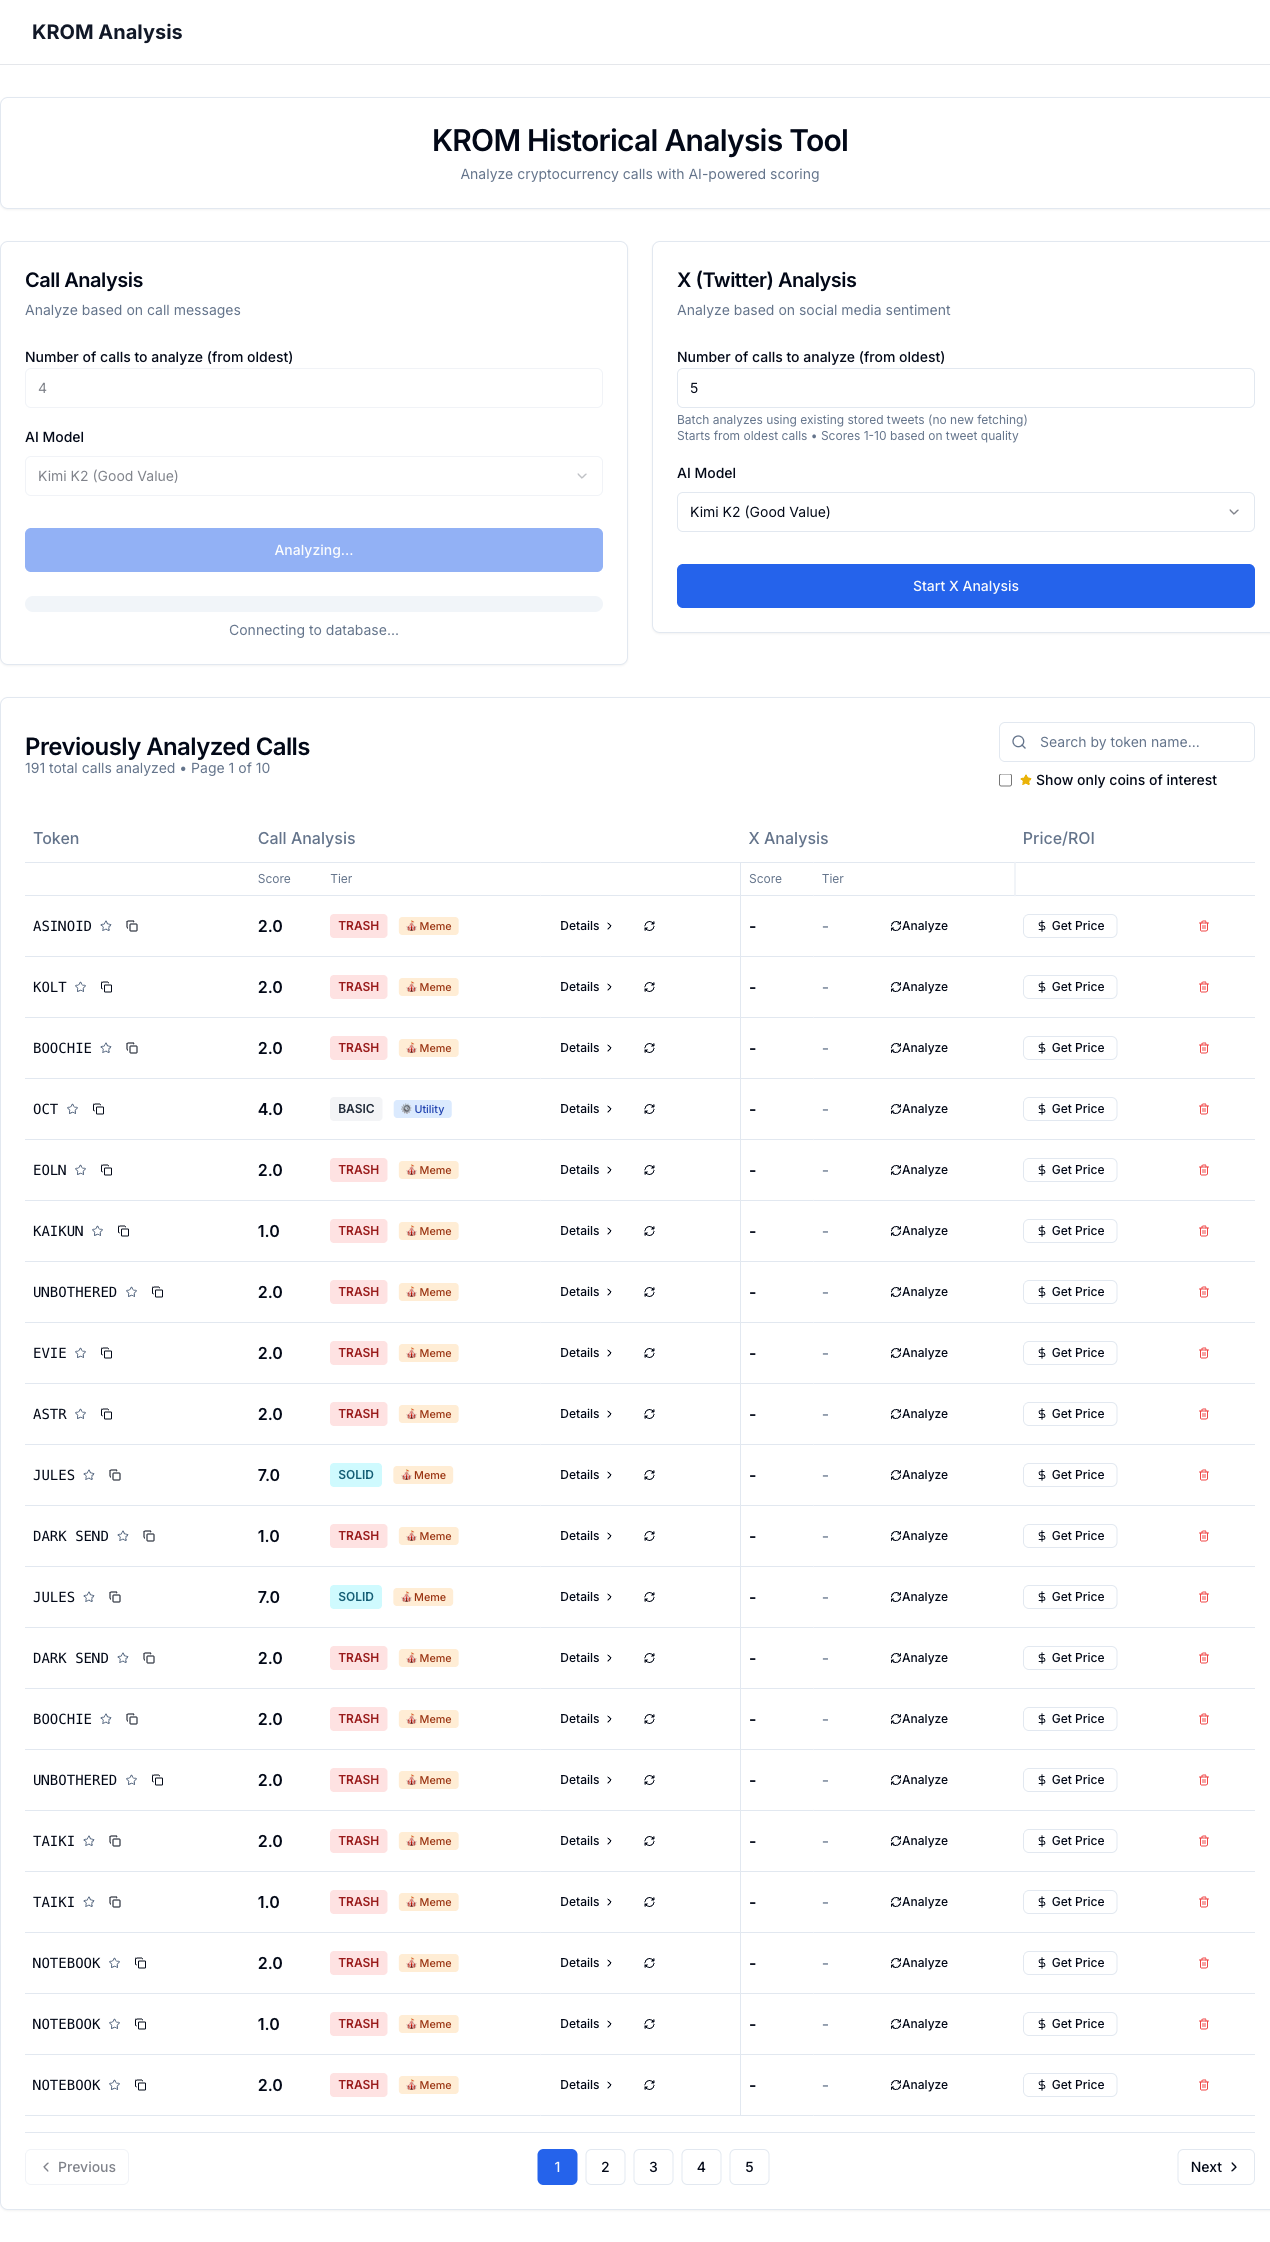 KROM Analysis
KROM Historical Analysis Tool
Analyze cryptocurrency calls with AI-powered scoring
Call Analysis
Analyze based on call messages
Number of calls to analyze (from oldest)
4
AI Model
Kimi K2 (Good Value)
Analyzing...
Connecting to database...
X (Twitter) Analysis
Analyze based on social media sentiment
Number of calls to analyze (from oldest)
5
Batch analyzes using existing stored tweets (no new fetching)
Starts from oldest calls • Scores 1-10 based on tweet quality
AI Model
Kimi K2 (Good Value)
Start X Analysis
Previously Analyzed Calls
191 total calls analyzed • Page 1 of 10
Search by token name...
Show only coins of interest
Token Call Analysis X Analysis Price/ROI
Score Tier Score Tier
ASINOID 2.0 TRASH Meme Details - - Analyze $ Get Price
KOLT 2.0 TRASH Meme Details - - Analyze $ Get Price
BOOCHIE 2.0 TRASH Meme Details - - Analyze $ Get Price
OCT 4.0 BASIC Utility Details - - Analyze $ Get Price
EOLN 2.0 TRASH Meme Details - - Analyze $ Get Price
KAIKUN 1.0 TRASH Meme Details - - Analyze $ Get Price
UNBOTHERED 2.0 TRASH Meme Details - - Analyze $ Get Price
EVIE 2.0 TRASH Meme Details - - Analyze $ Get Price
ASTR 2.0 TRASH Meme Details - - Analyze $ Get Price
JULES 7.0 SOLID Meme Details - - Analyze $ Get Price
DARK SEND 1.0 TRASH Meme Details - - Analyze $ Get Price
JULES 7.0 SOLID Meme Details - - Analyze $ Get Price
DARK SEND 2.0 TRASH Meme Details - - Analyze $ Get Price
BOOCHIE 2.0 TRASH Meme Details - - Analyze $ Get Price
UNBOTHERED 2.0 TRASH Meme Details - - Analyze $ Get Price
TAIKI 2.0 TRASH Meme Details - - Analyze $ Get Price
TAIKI 1.0 TRASH Meme Details - - Analyze $ Get Price
NOTEBOOK 2.0 TRASH Meme Details - - Analyze $ Get Price
NOTEBOOK 1.0 TRASH Meme Details - - Analyze $ Get Price
NOTEBOOK 2.0 TRASH Meme Details - - Analyze $ Get Price
Previous 1 2 3 4 5 Next